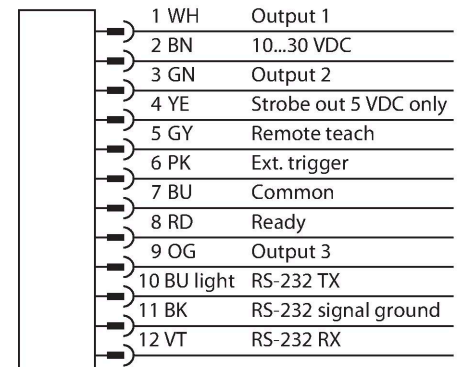 1 WH Output 1
2 BN 10...30 VDC
3 GN Output 2
4 YE Strobe out 5 VDC only
5 GY Remote teach
6 PK Ext. trigger
7 BU Common
8 RD Ready
9 OG Output 3
10 BU light RS-232 TX
11 BK RS-232 signal ground
12 VT RS-232 RX